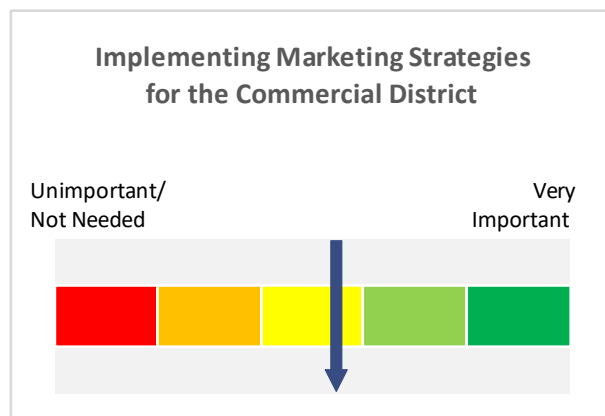 Implementing Marketing Strategies
for the Commercial District
Unimportant/
Not Needed
Very
Important